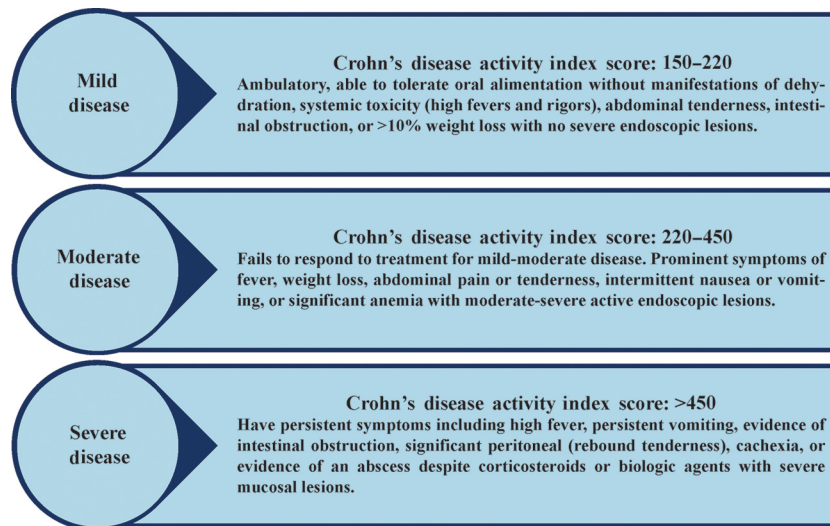 Mild
disease
Crohn's disease activity index score: 150–220
Ambulatory, able to tolerate oral alimentation without manifestations of dehy-
dration, systemic toxicity (high fevers and rigors), abdominal tenderness, intesti-
nal obstruction, or >10% weight loss with no severe endoscopic lesions.
Moderate
disease
Crohn's disease activity index score: 220–450
Fails to respond to treatment for mild-moderate disease. Prominent symptoms of
fever, weight loss, abdominal pain or tenderness, intermittent nausea or vomit-
ing, or significant anemia with moderate-severe active endoscopic lesions.
Severe
disease
Crohn's disease activity index score: >450
Have persistent symptoms including high fever, persistent vomiting, evidence of
intestinal obstruction, significant peritoneal (rebound tenderness), cachexia, or
evidence of an abscess despite corticosteroids or biologic agents with severe
mucosal lesions.